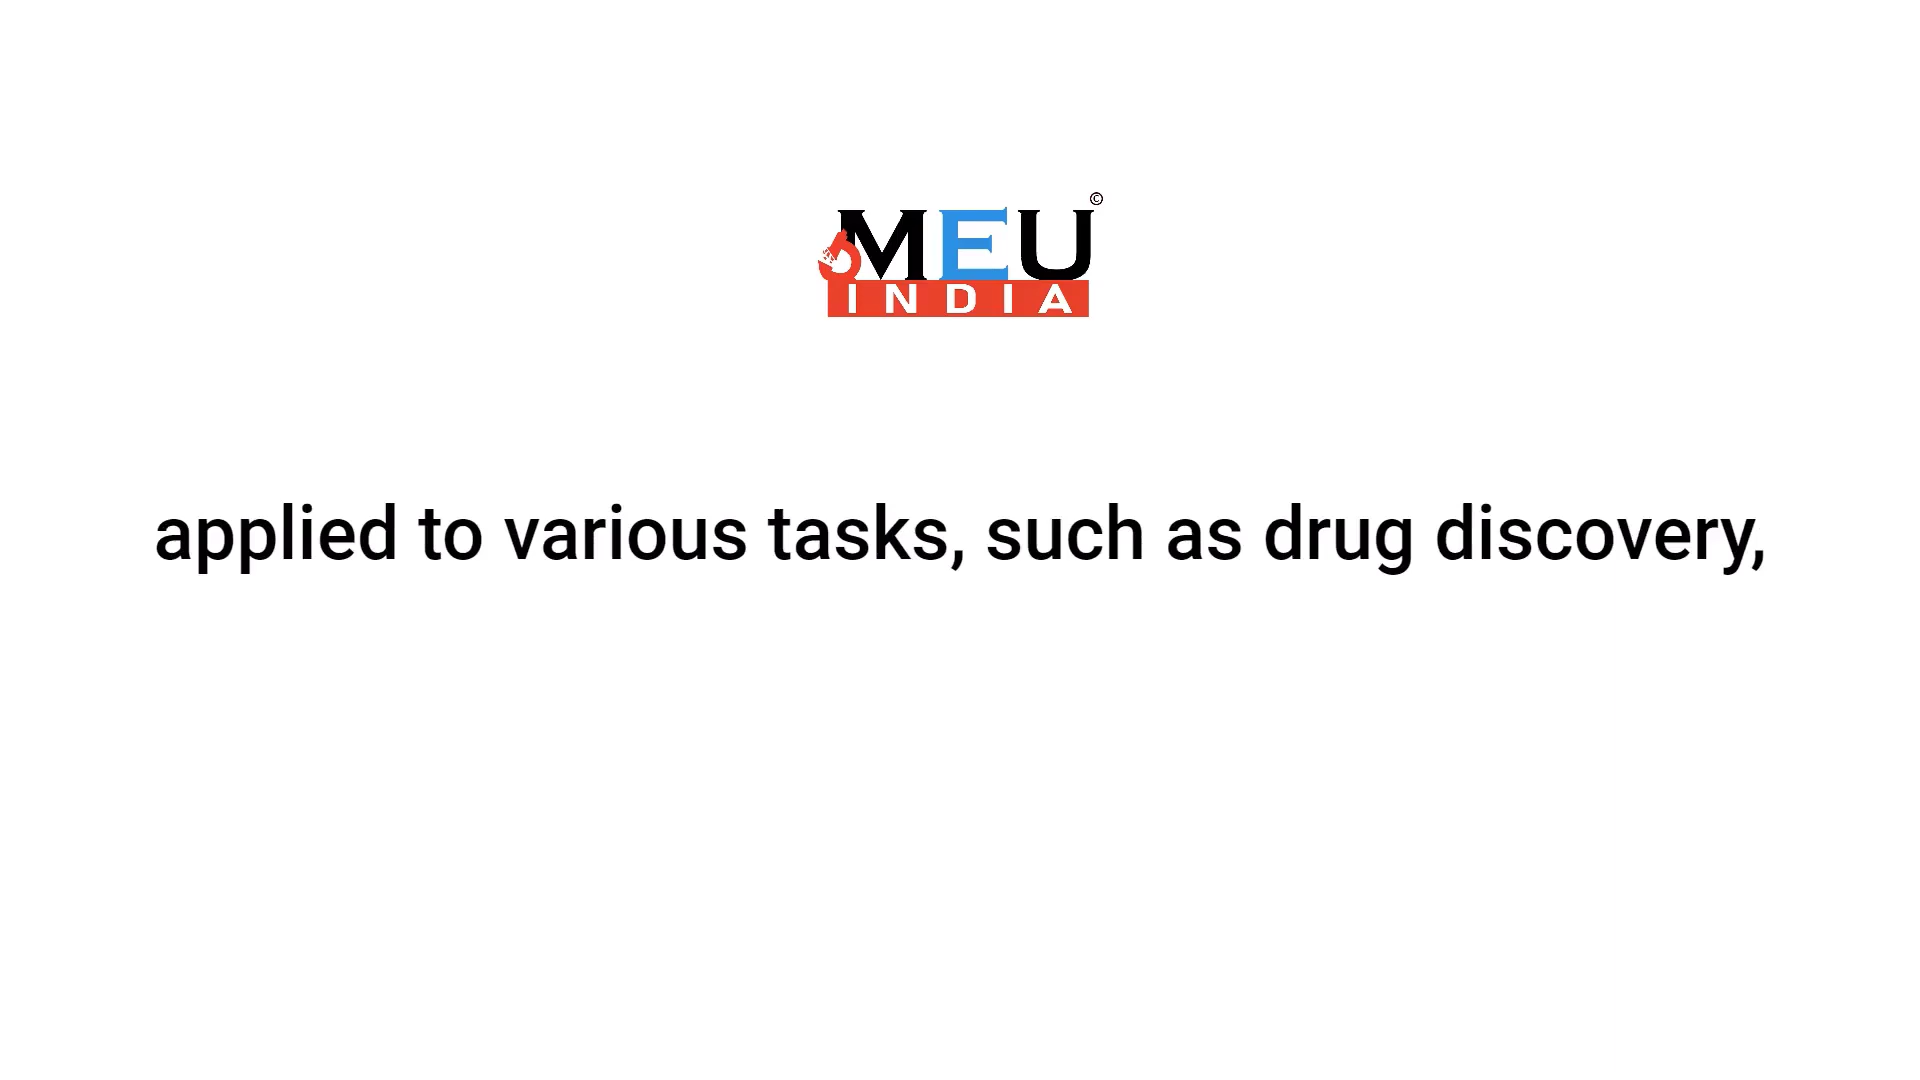 MEU©
INDIA
applied to various tasks, such as drug discovery,